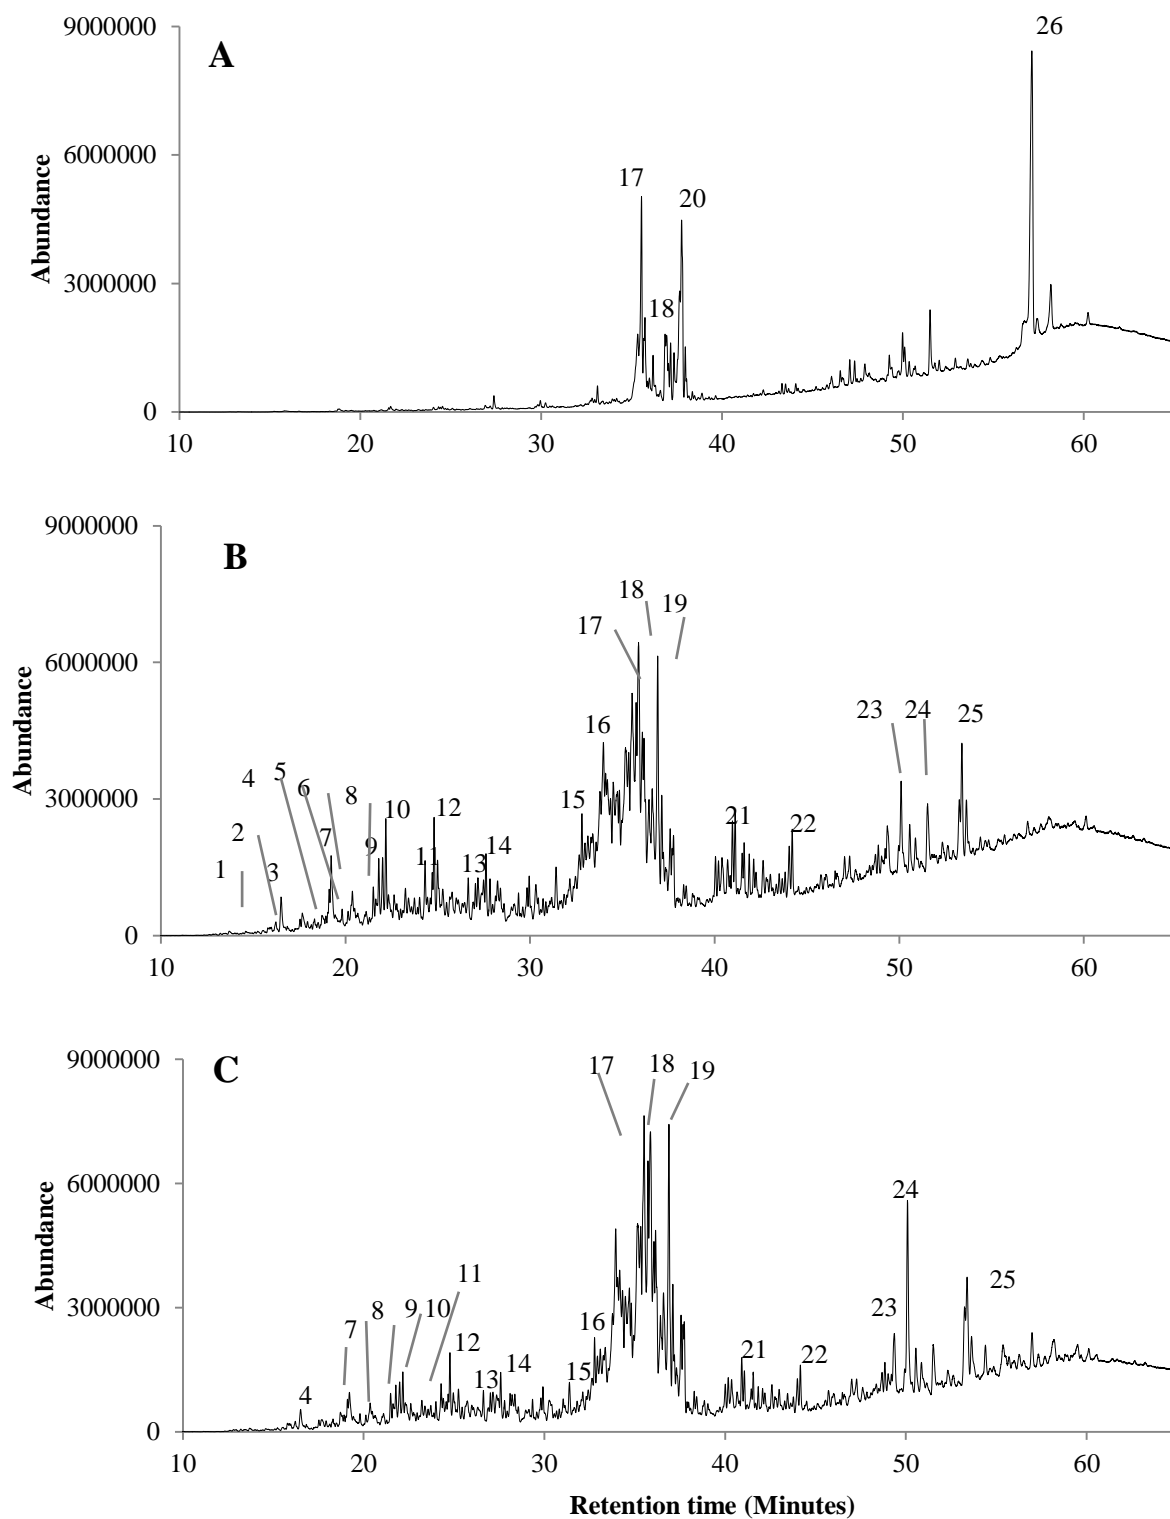 9000000
26
A
6000000
17
20
3000000
18
0
10 20 30 40 50 60
Abundance
9000000
B
18
19
17
6000000
23 24 25
16
4 5 6 8
3000000
15
10 12
21 22
2 7
9 11 13 14
1 3
0
10 20 30 40 50 60
Abundance
9000000
C
17 18 19
6000000
24
11
25
3000000
7 8 9 10
23
16
12
21 22
14
15
13
4
0
10 20 30 40 50 60
Abundance
Retention time (Minutes)